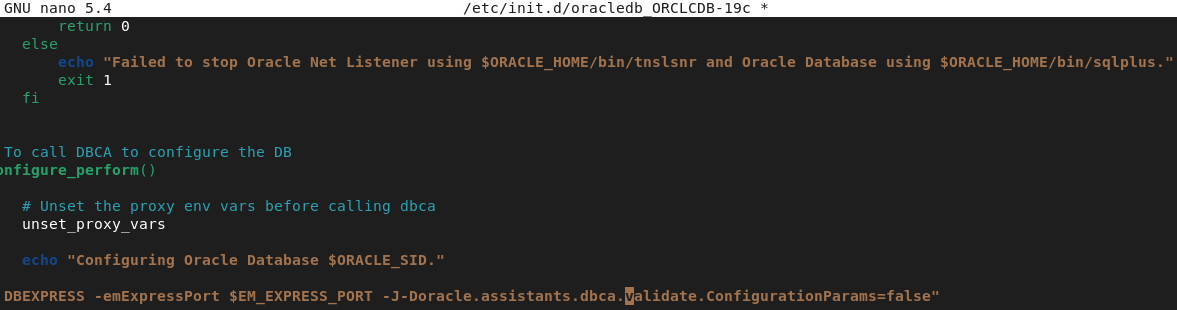 GNU nano 5.4 /etc/init.d/oracledb_ORCLCDB-19c *
return 0
else
echo "Failed to stop Oracle Net Listener using $ORACLE_HOME/bin/tnslsnr and Oracle Database using $ORACLE_HOME/bin/sqlplus."
exit 1
fi
To call DBCA to configure the DB
onfigure_perform()
# Unset the proxy env vars before calling dbca
unset_proxy_vars
echo "Configuring Oracle Database $ORACLE_SID."
DBEXPRESS -emExpressPort $EM_EXPRESS_PORT -J-Doracle.assistants.dbca.validate.ConfigurationParams=false"